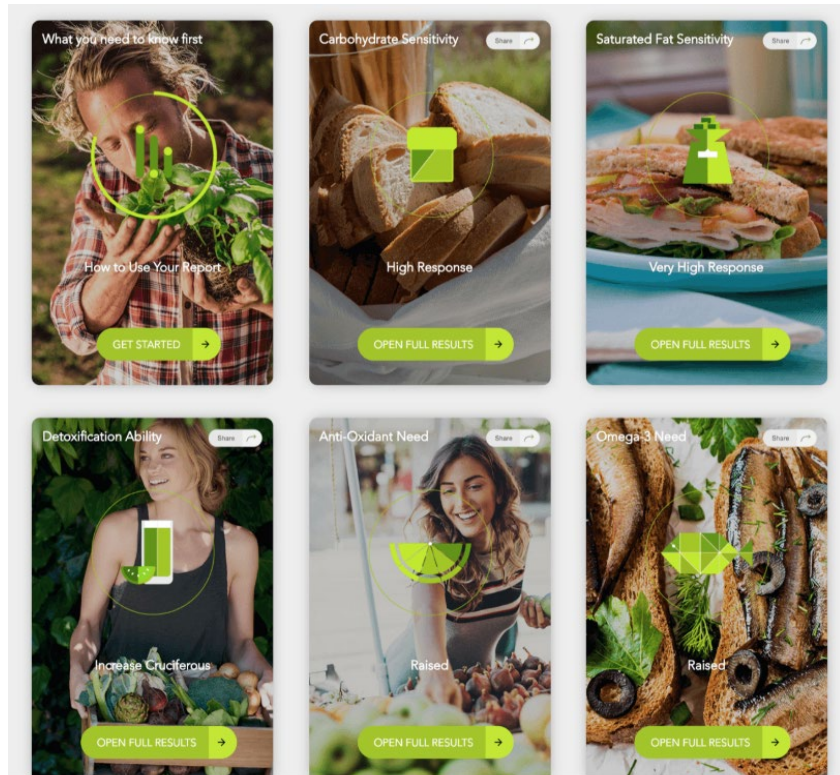 What you need to know first
How to Use Your Report
GET STARTED
Carbohydrate Sensitivity
Share
High Response
OPEN FULL RESULTS
Saturated Fat Sensitivity
Share
Very High Response
OPEN FULL RESULTS
Detoxification Ability
Share
Increase Cruciferous
OPEN FULL RESULTS
Anti-Oxidant Need
Share
Raised
OPEN FULL RESULTS
Omega-3 Need
Share
Raised
OPEN FULL RESULTS